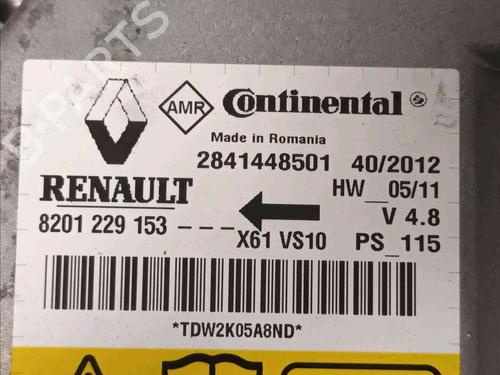 AMR Continental
Made in Romania
2841448501 40/2012
RENAULT HW_05/11
8201 229 153 _ _ _ _ V 4.8
X61 VS10 PS_115
*TDW2K05A8ND*
B-PARTS